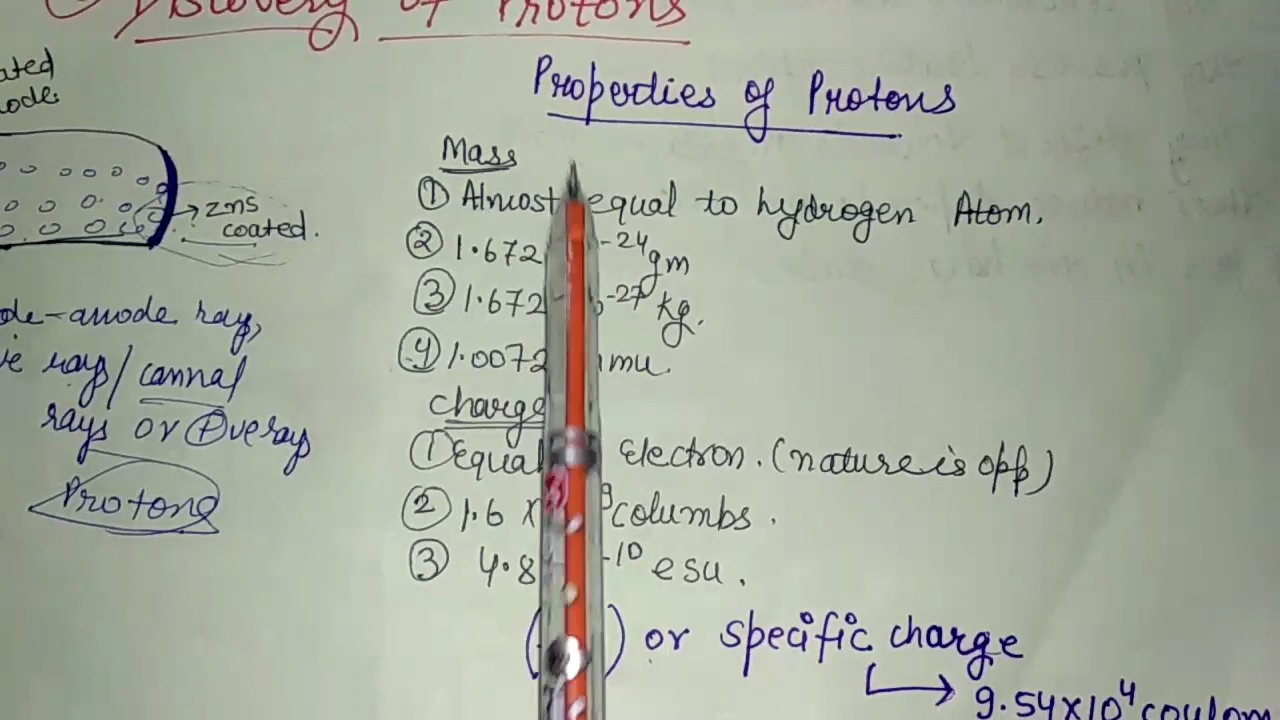 Discovery of Protons
Properties of Protons
Mass
① Almost equal to hydrogen Atom.
② 1.672 -24 gm
③ 1.672 -27 kg.
④ 1.0072 mu.
Charge
① equal Electron. (nature is opp)
② 1.6 x columbs.
③ 4.8 -10 esu.
( ) or specific charge
9.54x10⁴ coulom
ated
ode.
zns
coated.
de-anode ray,
ve ray/ cannal
rays or ⊕ve rays
Protons